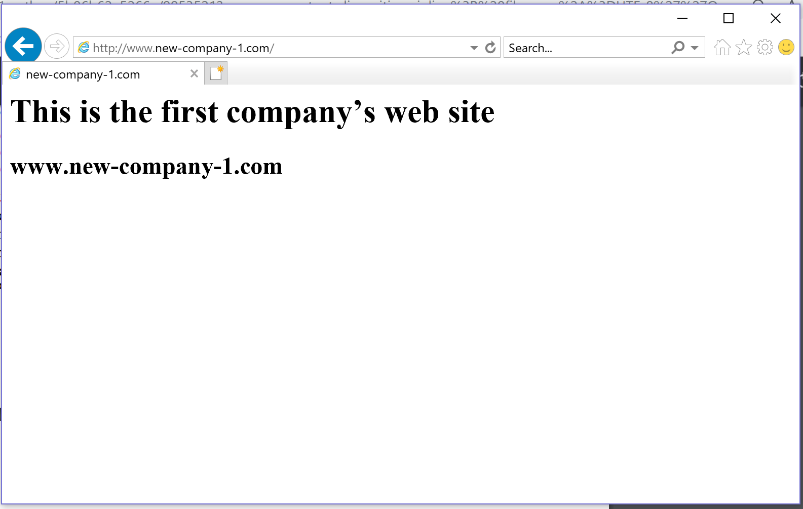 http://www.new-company-1.com/
Search...
new-company-1.com
This is the first company’s web site
www.new-company-1.com